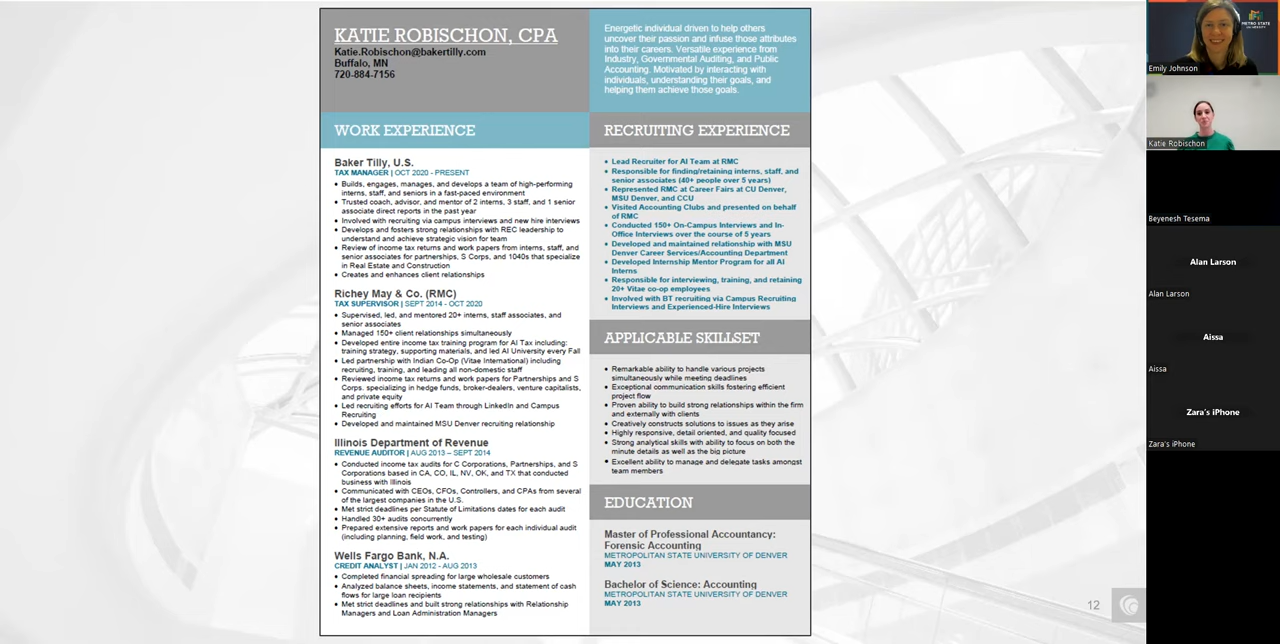 KATIE ROBISCHON, CPA
Katie.Robischon@bakertilly.com
Buffalo, MN
720-884-7156
Energetic individual driven to help others
uncover their passion and infuse those attributes
into their careers. Versatile experience from
Industry, Governmental Auditing, and Public
Accounting. Motivated by interacting with
individuals, understanding their goals, and
helping them achieve those goals.
WORK EXPERIENCE
Baker Tilly, U.S.
TAX MANAGER | OCT 2020 - PRESENT
• Builds, engages, manages, and develops a team of high-performing
interns, staff, and seniors in a fast-paced environment
• Trusted coach, advisor, and mentor of 2 interns, 3 staff, and 1 senior
associate direct reports in the past year
• Involved with recruiting via campus interviews and new hire interviews
• Develops and fosters strong relationships with REC leadership to
understand and achieve strategic vision for team
• Review of income tax returns and work papers from interns, staff, and
senior associates for partnerships, S Corps, and 1040s that specialize
in Real Estate and Construction
• Creates and enhances client relationships
Richey May & Co. (RMC)
TAX SUPERVISOR | SEPT 2014 - OCT 2020
• Supervised, led, and mentored 20+ interns, staff associates, and
senior associates
• Managed 150+ client relationships simultaneously
• Developed entire income tax training program for AI Tax including:
training strategy, supporting materials, and led AI University every Fall
• Led partnership with Indian Co-Op (Vitae International) including
recruiting, training, and leading all non-domestic staff
• Reviewed income tax returns and work papers for Partnerships and S
Corps. specializing in hedge funds, broker-dealers, venture capitalists,
and private equity
• Led recruiting efforts for AI Team through LinkedIn and Campus
Recruiting
• Developed and maintained MSU Denver recruiting relationship
Illinois Department of Revenue
REVENUE AUDITOR | AUG 2013 – SEPT 2014
• Conducted income tax audits for C Corporations, Partnerships, and S
Corporations based in CA, CO, IL, NV, OK, and TX that conducted
business with Illinois
• Communicated with CEOs, CFOs, Controllers, and CPAs from several
of the largest companies in the U.S.
• Met strict deadlines per Statute of Limitations dates for each audit
• Handled 30+ audits concurrently
• Prepared extensive reports and work papers for each individual audit
(including planning, field work, and testing)
Wells Fargo Bank, N.A.
CREDIT ANALYST | JAN 2012 - AUG 2013
• Completed financial spreading for large wholesale customers
• Analyzed balance sheets, income statements, and statement of cash
flows for large loan recipients
• Met strict deadlines and built strong relationships with Relationship
Managers and Loan Administration Managers
RECRUITING EXPERIENCE
• Lead Recruiter for AI Team at RMC
• Responsible for finding/retaining interns, staff, and
senior associates (40+ people over 5 years)
• Represented RMC at Career Fairs at CU Denver,
MSU Denver, and CCU
• Visited Accounting Clubs and presented on behalf
of RMC
• Conducted 150+ On-Campus Interviews and In-
Office Interviews over the course of 5 years
• Developed and maintained relationship with MSU
Denver Career Services/Accounting Department
• Developed Internship Mentor Program for all AI
Interns
• Responsible for interviewing, training, and retaining
20+ Vitae co-op employees
• Involved with BT recruiting via Campus Recruiting
Interviews and Experienced-Hire Interviews
APPLICABLE SKILLSET
• Remarkable ability to handle various projects
simultaneously while meeting deadlines
• Exceptional communication skills fostering efficient
project flow
• Proven ability to build strong relationships within the firm
and externally with clients
• Creatively constructs solutions to issues as they arise
• Highly responsive, detail oriented, and quality focused
• Strong analytical skills with ability to focus on both the
minute details as well as the big picture
• Excellent ability to manage and delegate tasks amongst
team members
EDUCATION
Master of Professional Accountancy:
Forensic Accounting
METROPOLITAN STATE UNIVERSITY OF DENVER
MAY 2013
Bachelor of Science: Accounting
METROPOLITAN STATE UNIVERSITY OF DENVER
MAY 2013
12
METRO STATE
UNIVERSITY
Emily Johnson
Katie Robischon
Beyenesh Tesema
Alan Larson
Alan Larson
Aissa
Aissa
Zara's iPhone
Zara's iPhone